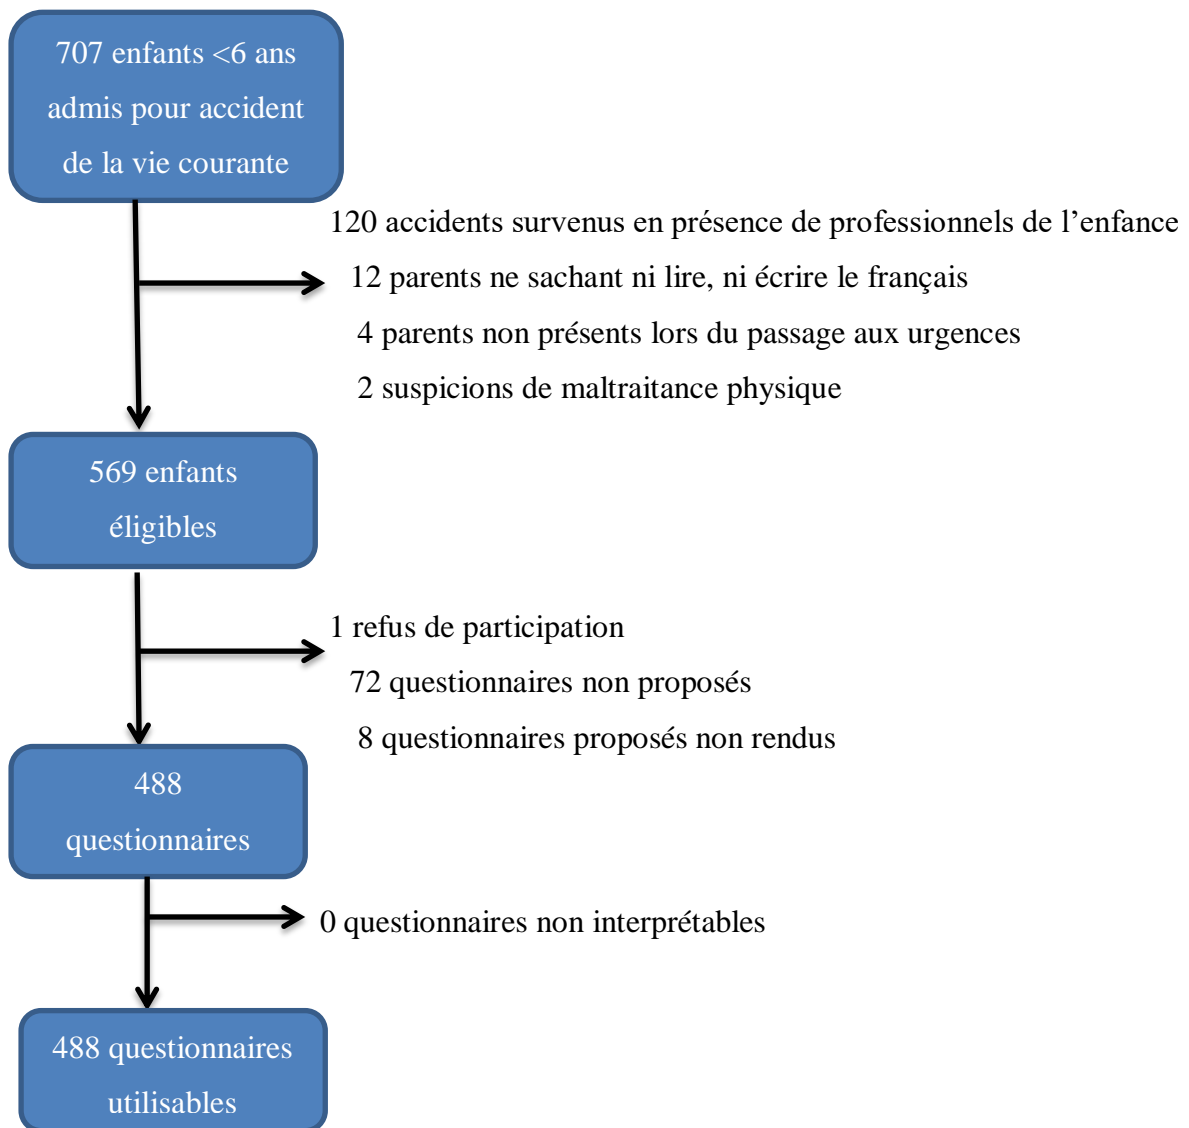 707 enfants <6 ans
admis pour accident
de la vie courante
120 accidents survenus en présence de professionnels de l’enfance
12 parents ne sachant ni lire, ni écrire le français
4 parents non présents lors du passage aux urgences
2 suspicions de maltraitance physique
569 enfants
éligibles
1 refus de participation
72 questionnaires non proposés
8 questionnaires proposés non rendus
488
questionnaires
0 questionnaires non interprétables
488 questionnaires
utilisables